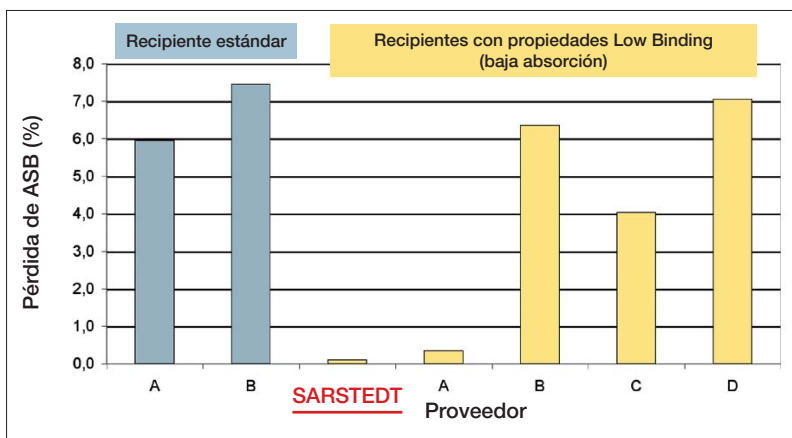 Recipiente estándar
Recipientes con propiedades Low Binding
(baja absorción)
Pérdida de ASB (%)
8,0
7,0
6,0
5,0
4,0
3,0
2,0
1,0
0,0
A B SARSTEDT A B C D
Proveedor